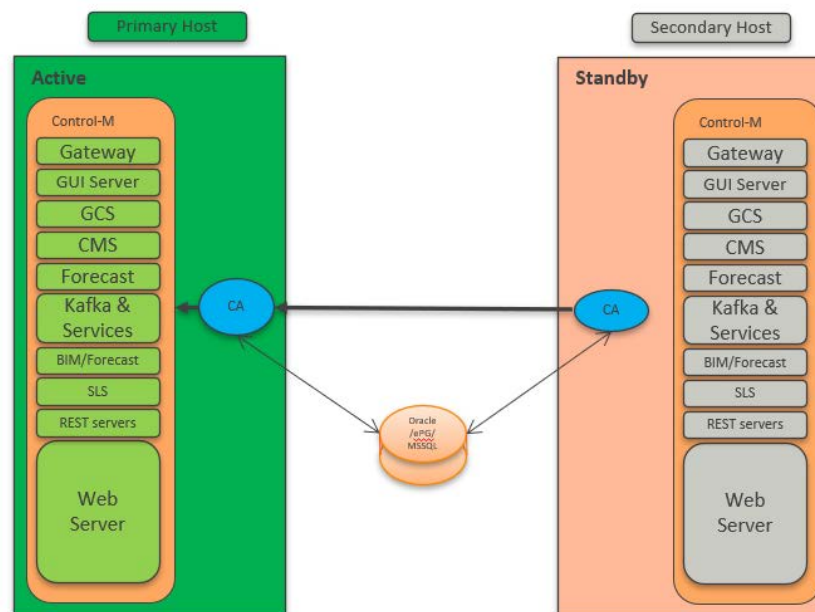 Primary Host
Secondary Host
Active
Control-M
Gateway
GUI Server
GCS
CMS
Forecast
Kafka &
Services
BIM/Forecast
SLS
REST servers
Web
Server
CA
Oracle
/ePG/
MSSQL
CA
Standby
Control-M
Gateway
GUI Server
GCS
CMS
Forecast
Kafka &
Services
BIM/Forecast
SLS
REST servers
Web
Server